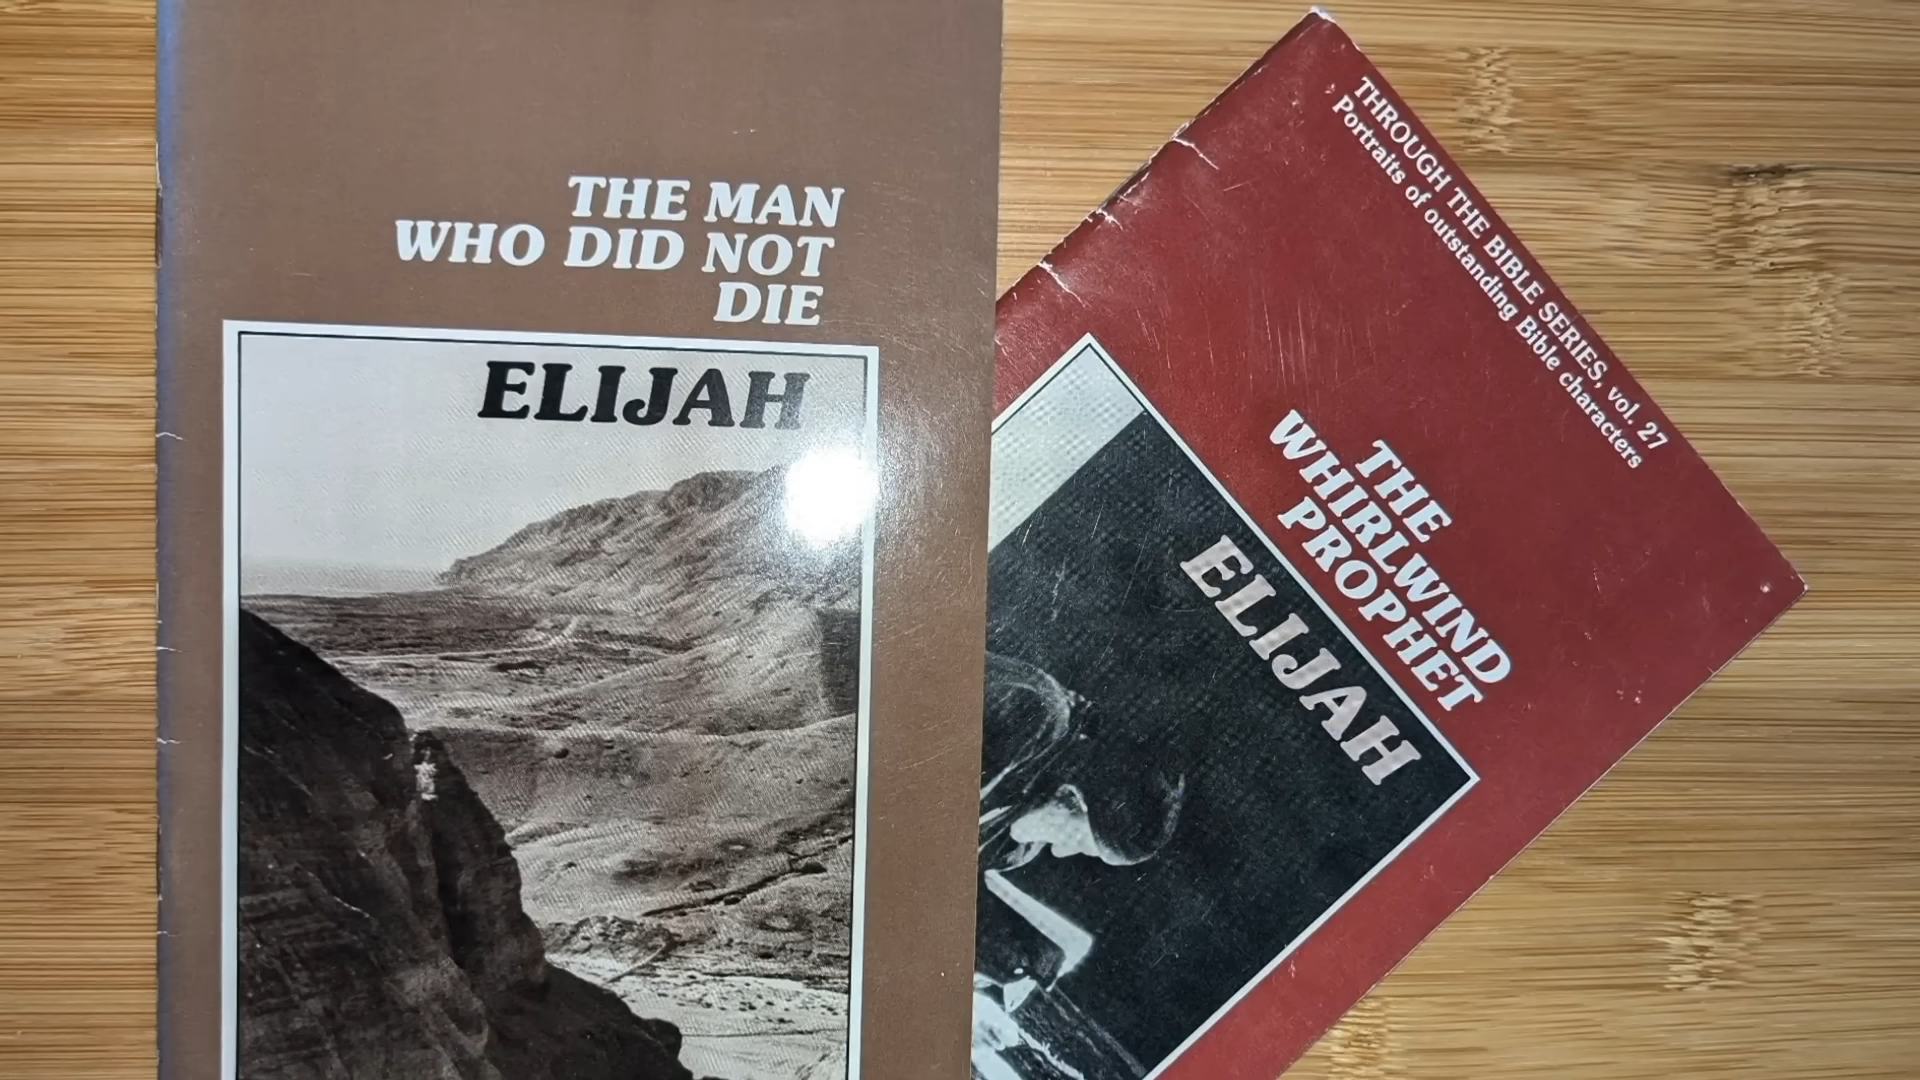 THE MAN
WHO DID NOT
DIE
ELIJAH
THROUGH THE BIBLE SERIES, vol. 27
Portraits of outstanding Bible characters
THE
WHIRLWIND
PROPHET
ELIJAH